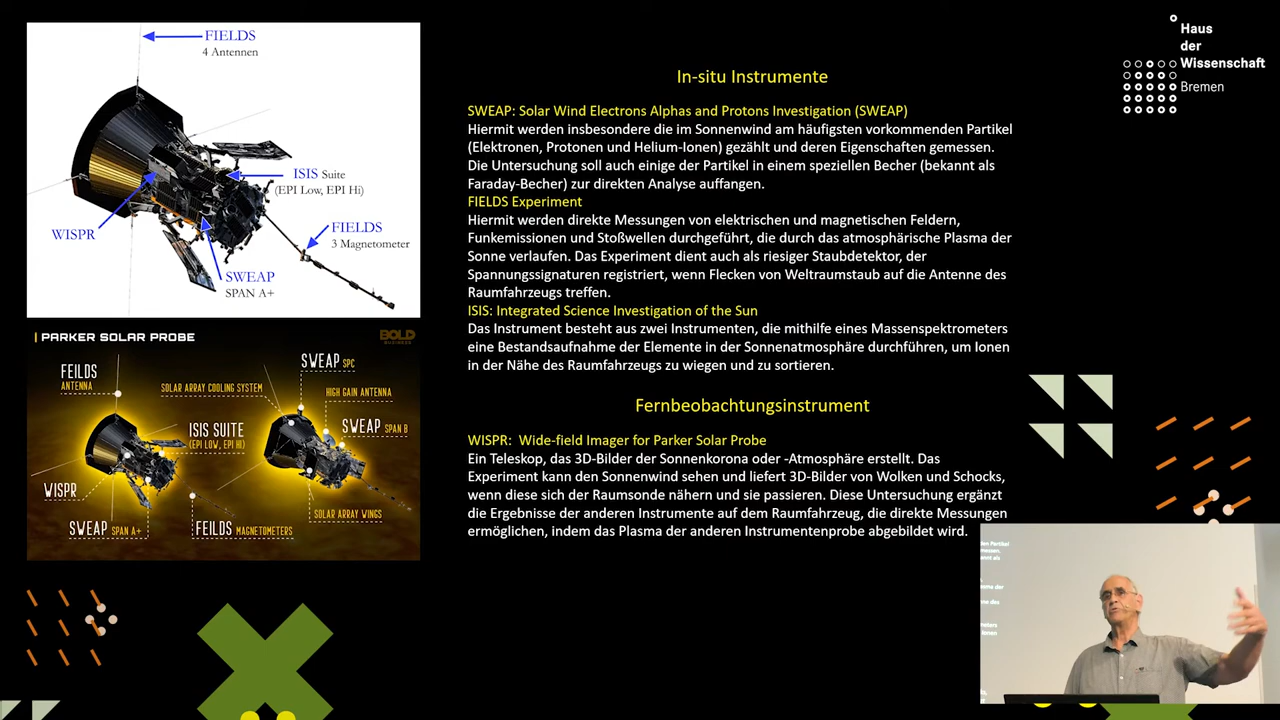 FIELDS
4 Antennen
ISIS Suite
(EPI Low, EPI Hi)
WISPR
FIELDS
3 Magnetometer
SWEAP
SPAN A+
PARKER SOLAR PROBE
BOLD
BUSINESS
FEILDS
ANTENNA
SOLAR ARRAY COOLING SYSTEM
SWEAP SPC
HIGH GAIN ANTENNA
ISIS SUITE
(EPI LOW, EPI HI)
SWEAP
SPAN B
WISPR
SOLAR ARRAY WINGS
SWEAP SPAN A+
FEILDS MAGNETOMETERS
In-situ Instrumente
SWEAP: Solar Wind Electrons Alphas and Protons Investigation (SWEAP)
Hiermit werden insbesondere die im Sonnenwind am häufigsten vorkommenden Partikel
(Elektronen, Protonen und Helium-Ionen) gezählt und deren Eigenschaften gemessen.
Die Untersuchung soll auch einige der Partikel in einem speziellen Becher (bekannt als
Faraday-Becher) zur direkten Analyse auffangen.
FIELDS Experiment
Hiermit werden direkte Messungen von elektrischen und magnetischen Feldern,
Funkemissionen und Stoßwellen durchgeführt, die durch das atmosphärische Plasma der
Sonne verlaufen. Das Experiment dient auch als riesiger Staubdetektor, der
Spannungssignaturen registriert, wenn Flecken von Weltraumstaub auf die Antenne des
Raumfahrzeugs treffen.
ISIS: Integrated Science Investigation of the Sun
Das Instrument besteht aus zwei Instrumenten, die mithilfe eines Massenspektrometers
eine Bestandsaufnahme der Elemente in der Sonnenatmosphäre durchführen, um Ionen
in der Nähe des Raumfahrzeugs zu wiegen und zu sortieren.
Fernbeobachtungsinstrument
WISPR: Wide-field Imager for Parker Solar Probe
Ein Teleskop, das 3D-Bilder der Sonnenkorona oder -Atmosphäre erstellt. Das
Experiment kann den Sonnenwind sehen und liefert 3D-Bilder von Wolken und Schocks,
wenn diese sich der Raumsonde nähern und sie passieren. Diese Untersuchung ergänzt
die Ergebnisse der anderen Instrumente auf dem Raumfahrzeug, die direkte Messungen
ermöglichen, indem das Plasma der anderen Instrumentenprobe abgebildet wird.
Haus
der
Wissenschaft
Bremen